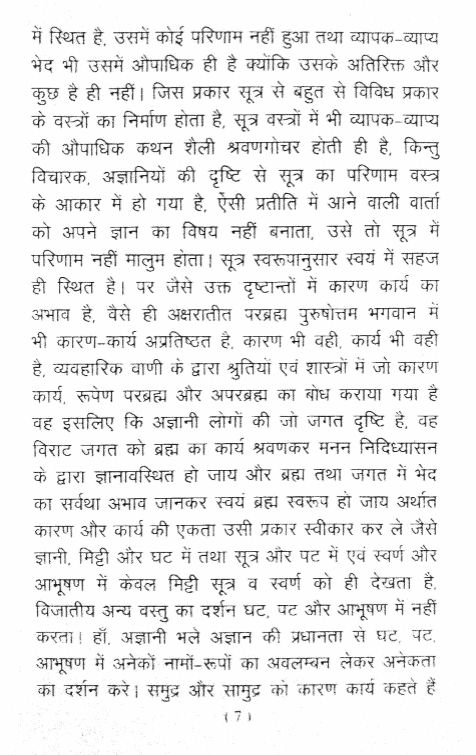 में स्थित है, उसमें कोई परिणाम नहीं हुआ तथा व्यापक-व्याप्य
भेद भी उसमें औपाधिक ही है क्योंकि उसके अतिरिक्त और
कुछ है ही नहीं। जिस प्रकार सूत्र से बहुत से विविध प्रकार
के वस्त्रों का निर्माण होता है, सूत्र वस्त्रों में भी व्यापक-व्याप्य
की औपाधिक कथन शैली श्रवणगोचर होती ही है, किन्तु
विचारक, अज्ञानियों की दृष्टि से सूत्र का परिणाम वस्त्र
के आकार में हो गया है, ऐसी प्रतीति में आने वाली वार्ता
को अपने ज्ञान का विषय नहीं बनाता, उसे तो सूत्र में
परिणाम नहीं मालुम होता। सूत्र स्वरूपानुसार स्वयं में सहज
ही स्थित है। पर जैसे उक्त दृष्टान्तों में कारण कार्य का
अभाव है, वैसे ही अक्षरातीत परब्रह्म पुरुषोत्तम भगवान में
भी कारण-कार्य अप्रतिष्ठत है, कारण भी वही, कार्य भी वही
है, व्यवहारिक वाणी के द्वारा श्रुतियों एवं शास्त्रों में जो कारण
कार्य, रूपेण परब्रह्म और अपरब्रह्म का बोध कराया गया है
वह इसलिए कि अज्ञानी लोगों की जो जगत दृष्टि है, वह
विराट जगत को ब्रह्म का कार्य श्रवणकर मनन निदिध्यासन
के द्वारा ज्ञानावस्थित हो जाय और ब्रह्म तथा जगत में भेद
का सर्वथा अभाव जानकर स्वयं ब्रह्म स्वरूप हो जाय अर्थात
कारण और कार्य की एकता उसी प्रकार स्वीकार कर ले जैसे
ज्ञानी, मिट्टी और घट में तथा सूत्र और पट में एवं स्वर्ण और
आभूषण में केवल मिट्टी सूत्र व स्वर्ण को ही देखता है,
विजातीय अन्य वस्तु का दर्शन घट, पट और आभूषण में नहीं
करता। हाँ, अज्ञानी भले अज्ञान की प्रधानता से घट, पट,
आभूषण में अनेकों नामों-रूपों का अवलम्बन लेकर अनेकता
का दर्शन करे। समुद्र और सामुद्र को कारण कार्य कहते हैं
(7)